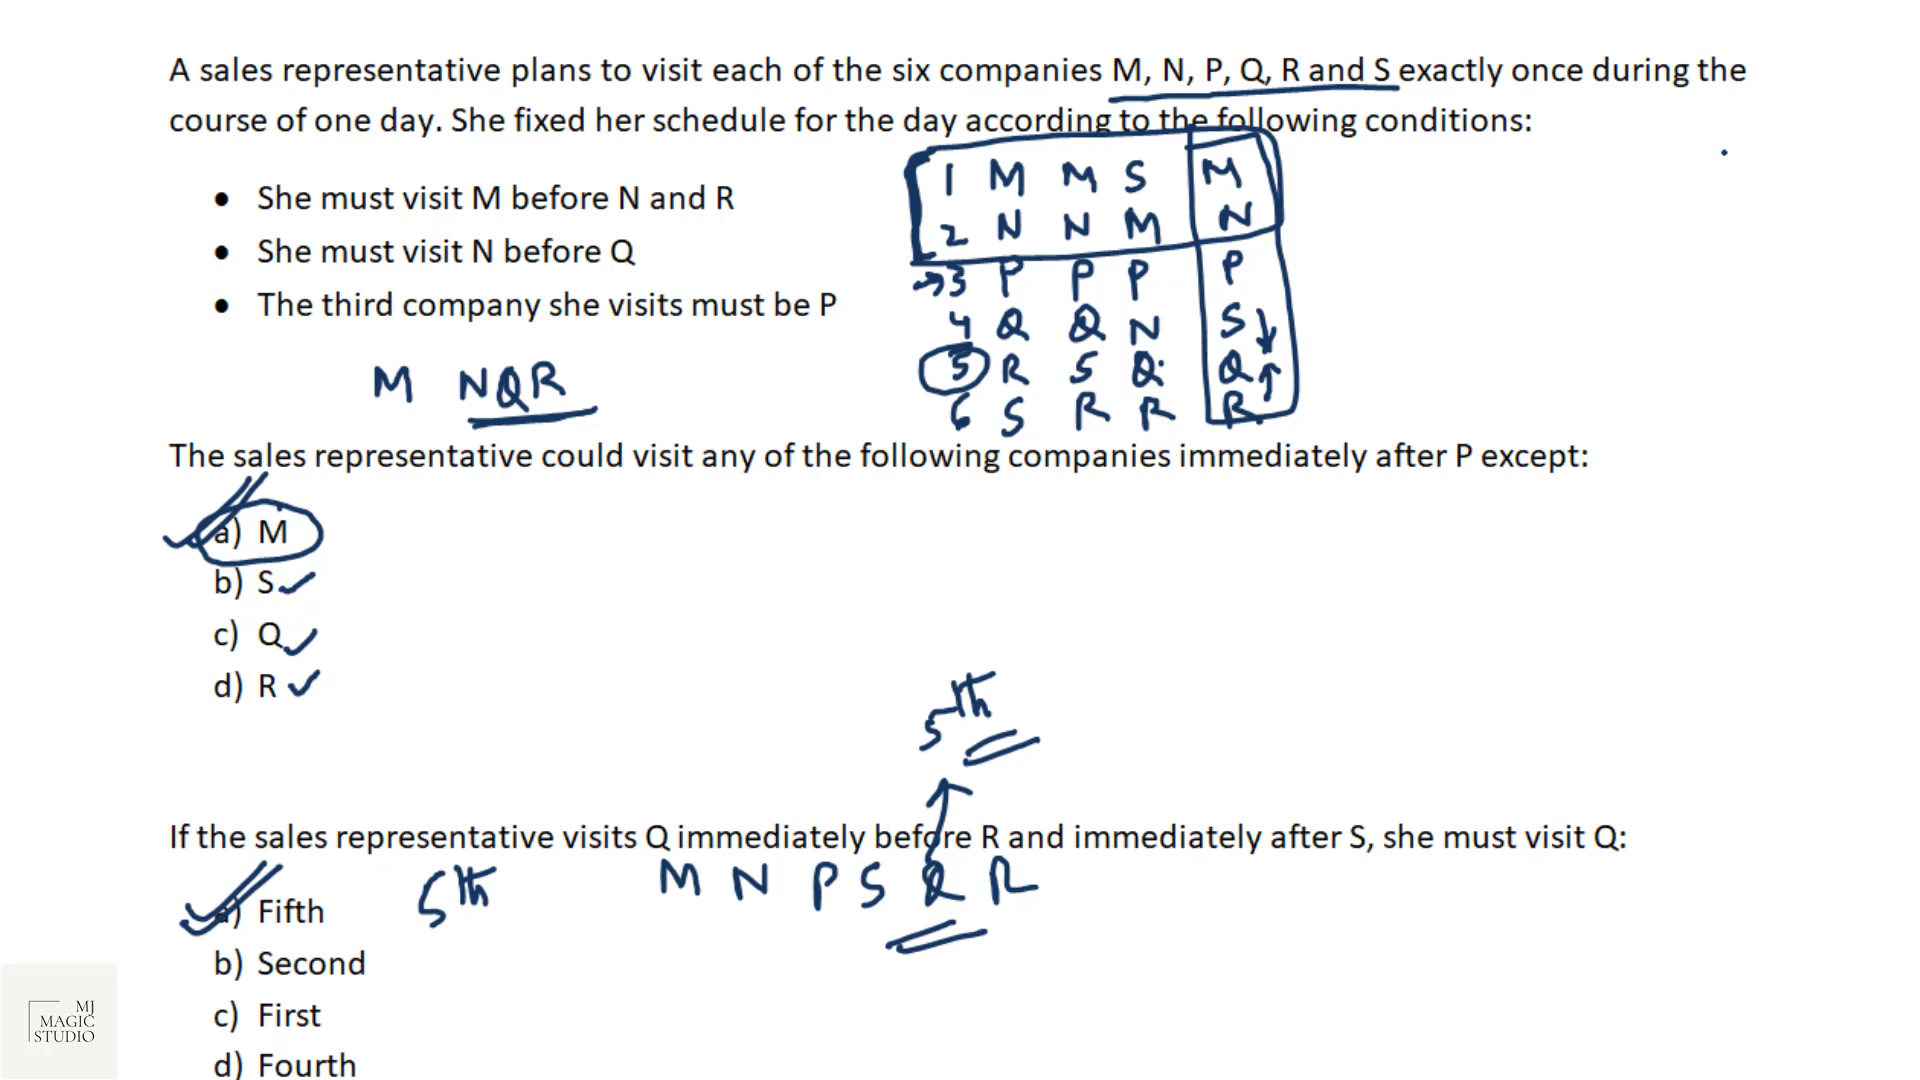 A sales representative plans to visit each of the six companies M, N, P, Q, R and S exactly once during the
course of one day. She fixed her schedule for the day according to the following conditions:
• She must visit M before N and R
• She must visit N before Q
• The third company she visits must be P
1 M M S M
2 N N M N
→3 P P P P
4 Q Q N S
5 R S Q Q
6 S R R R
M NQR
The sales representative could visit any of the following companies immediately after P except:
a) M
b) S
c) Q
d) R
5th
If the sales representative visits Q immediately before R and immediately after S, she must visit Q:
5th M N P S Q R
a) Fifth
b) Second
c) First
d) Fourth
MJ
MAGIC
STUDIO